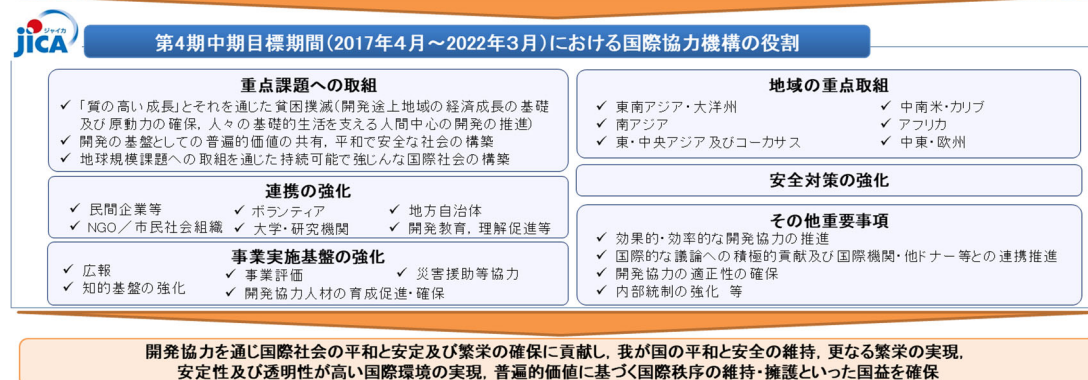 ジャイカ
JICA
第4期中期目標期間(2017年4月~2022年3月)における国際協力機構の役割
重点課題への取組
✓ 「質の高い成長」とそれを通じた貧困撲滅(開発途上地域の経済成長の基礎
及び原動力の確保，人々の基礎的生活を支える人間中心の開発の推進)
✓ 開発の基盤としての普遍的価値の共有，平和で安全な社会の構築
✓ 地球規模課題への取組を通じた持続可能で強じんな国際社会の構築
連携の強化
✓ 民間企業等 ✓ ボランティア ✓ 地方自治体
✓ NGO／市民社会組織 ✓ 大学・研究機関 ✓ 開発教育，理解促進等
事業実施基盤の強化
✓ 広報 ✓ 事業評価 ✓ 災害援助等協力
✓ 知的基盤の強化 ✓ 開発協力人材の育成促進・確保
地域の重点取組
✓ 東南アジア・大洋州 ✓ 中南米・カリブ
✓ 南アジア ✓ アフリカ
✓ 東・中央アジア及びコーカサス ✓ 中東・欧州
安全対策の強化
その他重要事項
✓ 効果的・効率的な開発協力の推進
✓ 国際的な議論への積極的貢献及び国際機関・他ドナー等との連携推進
✓ 開発協力の適正性の確保
✓ 内部統制の強化 等
開発協力を通じ国際社会の平和と安定及び繁栄の確保に貢献し，我が国の平和と安全の維持，更なる繁栄の実現，
安定性及び透明性が高い国際環境の実現，普遍的価値に基づく国際秩序の維持・擁護といった国益を確保